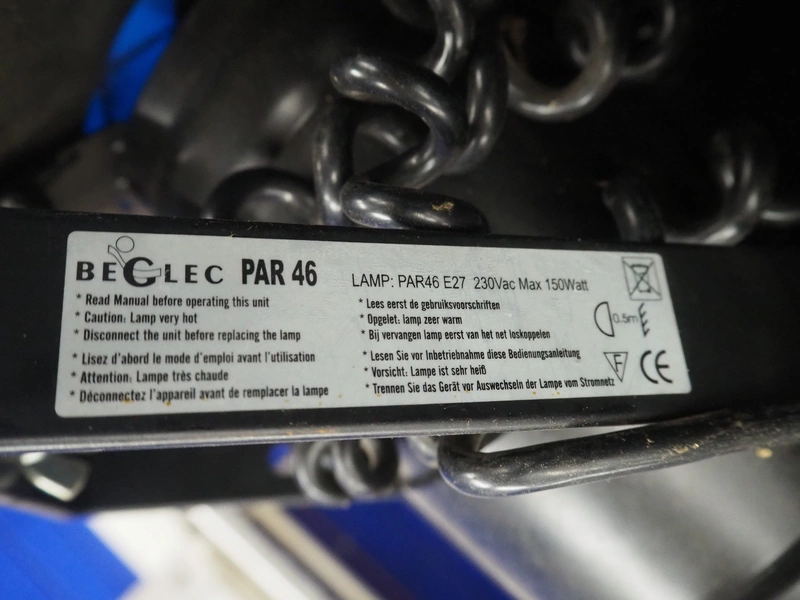 BEGLEC PAR 46
* Read Manual before operating this unit
* Caution: Lamp very hot
* Disconnect the unit before replacing the lamp
* Lisez d'abord le mode d'emploi avant l'utilisation
* Attention: Lampe très chaude
* Déconnectez l'appareil avant de remplacer la lampe
LAMP: PAR46 E27 230Vac Max 150Watt
* Lees eerst de gebruiksvoorschriften
* Opgelet: lamp zeer warm
* Bij vervangen lamp eerst van het net loskoppelen
* Lesen Sie vor Inbetriebnahme diese Bedienungsanleitung
* Vorsicht: Lampe ist sehr heiß
* Trennen Sie das Gerät vor Auswechseln der Lampe vom Stromnetz
0.5m
F CE